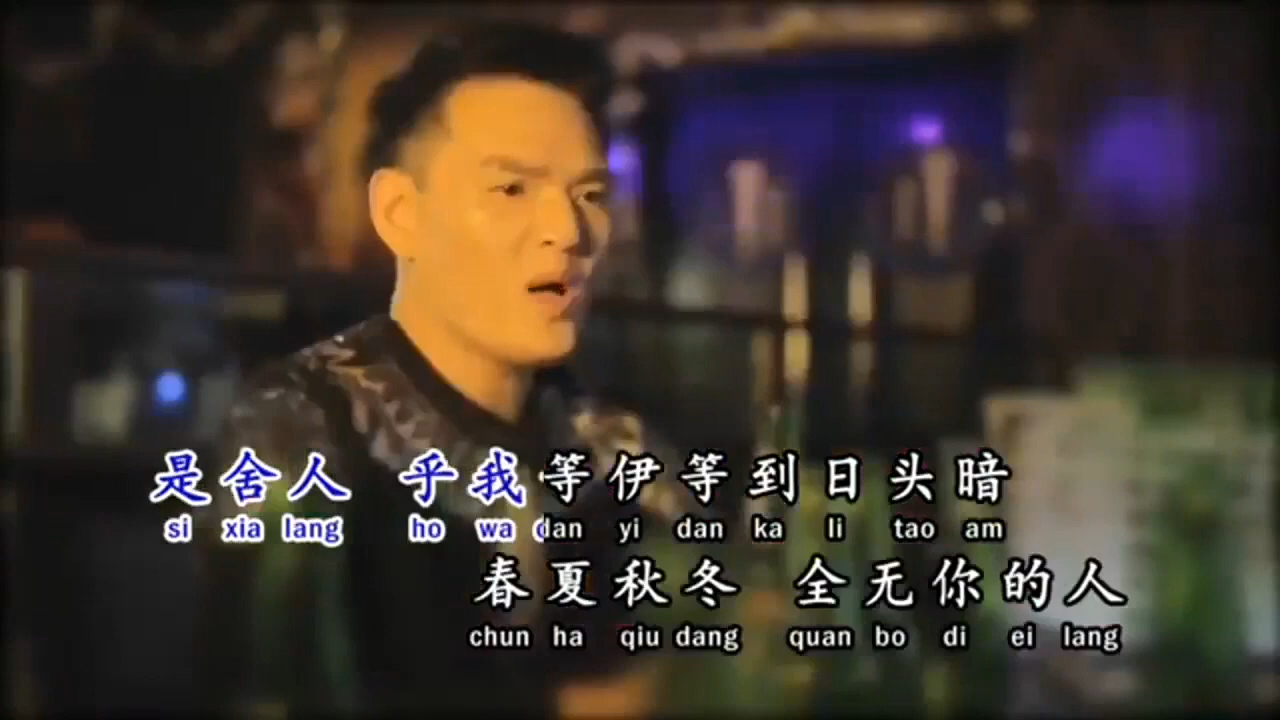 是舍人 乎我等伊等到日头暗
si xia lang ho wa dan yi dan ka li tao am
春夏秋冬 全无你的人
chun ha qiu dang quan bo di ei lang